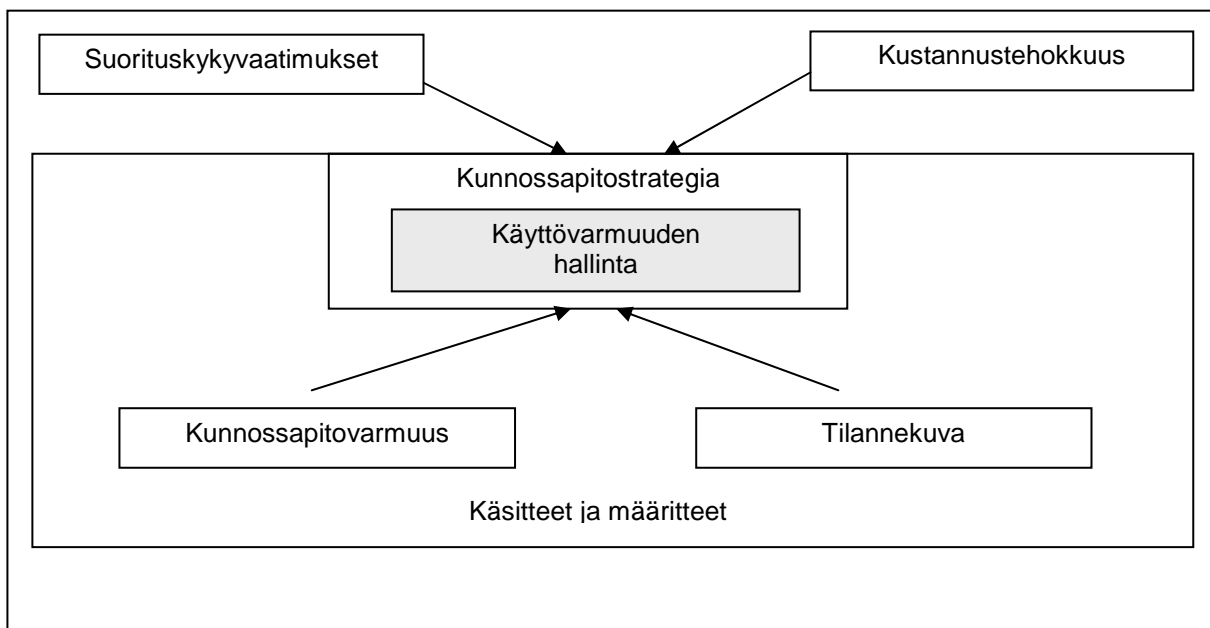 Suorituskykyvaatimukset
Kustannustehokkuus
Kunnossapitostrategia
Käyttövarmuuden
hallinta
Kunnossapitovarmuus
Tilannekuva
Käsitteet ja määritteet